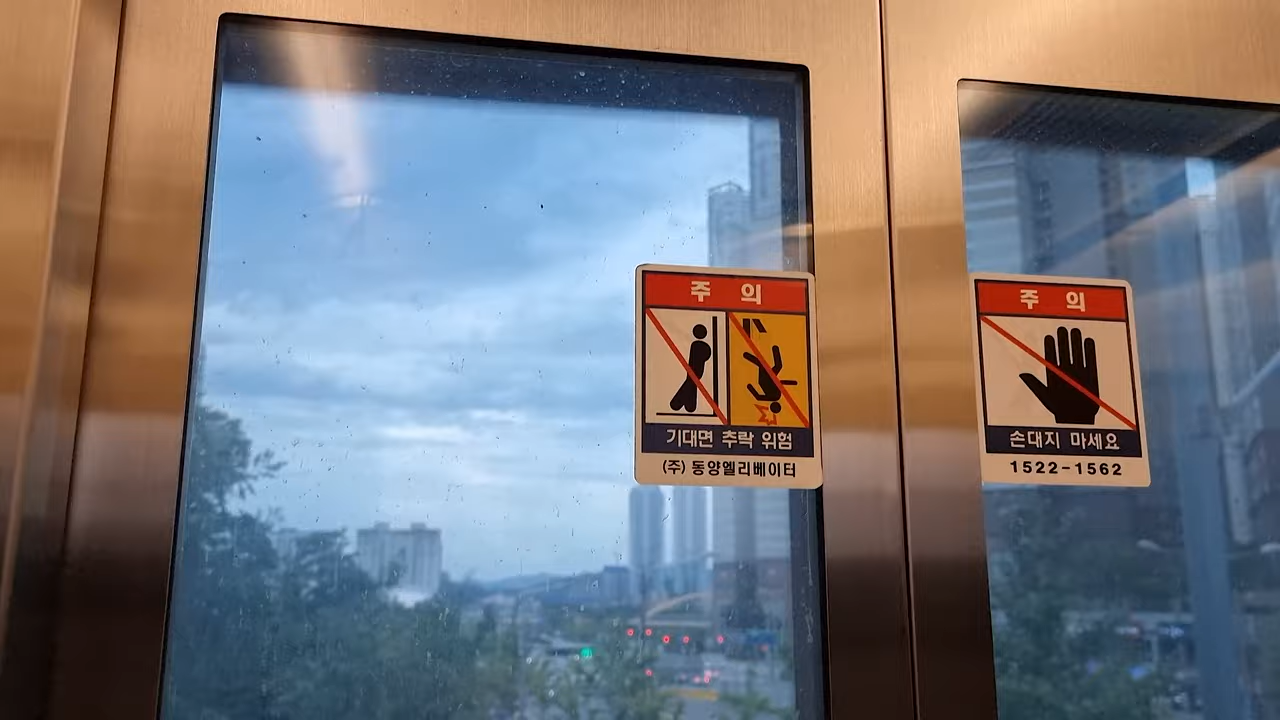 주 의
기대면 추락 위험
(주) 동양엘리베이터
주 의
손대지 마세요
1522-1562